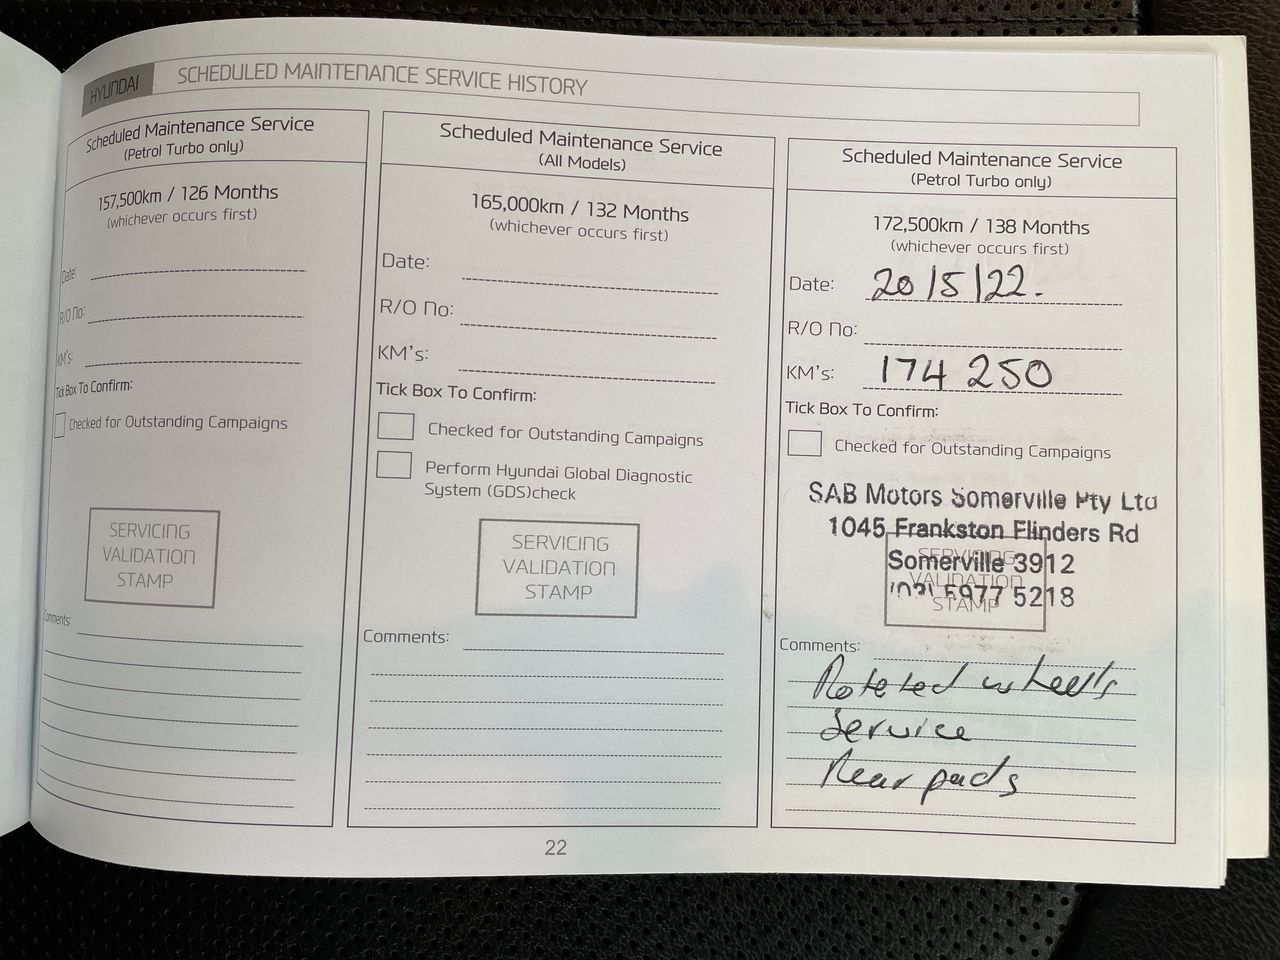 HYUNDAI
SCHEDULED MAINTENANCE SERVICE HISTORY
Scheduled Maintenance Service
(Petrol Turbo only)
157,500km / 126 Months
(whichever occurs first)
Date:
R/O No:
KM's:
Tick Box To Confirm:
Checked for Outstanding Campaigns
SERVICING
VALIDATION
STAMP
Comments:
Scheduled Maintenance Service
(All Models)
165,000km / 132 Months
(whichever occurs first)
Date:
R/O No:
KM's:
Tick Box To Confirm:
Checked for Outstanding Campaigns
Perform Hyundai Global Diagnostic
System (GDS)check
SERVICING
VALIDATION
STAMP
Comments:
Scheduled Maintenance Service
(Petrol Turbo only)
172,500km / 138 Months
(whichever occurs first)
Date: 20/5/22.
R/O No:
KM's: 174 250
Tick Box To Confirm:
Checked for Outstanding Campaigns
SAB Motors Somerville Pty Ltd
1045 Frankston Flinders Rd
SERVICING
Somerville 3912
VALIDATION
(03) 5977 5218
STAMP
Comments:
Rotated wheels
Service
Rear pads
22